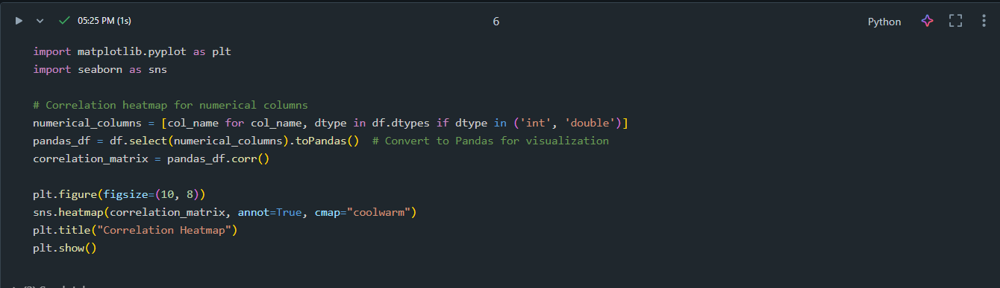 05:25 PM (1s)
6
Python
import matplotlib.pyplot as plt
import seaborn as sns
# Correlation heatmap for numerical columns
numerical_columns = [col_name for col_name, dtype in df.dtypes if dtype in ('int', 'double')]
pandas_df = df.select(numerical_columns).toPandas()  # Convert to Pandas for visualization
correlation_matrix = pandas_df.corr()
plt.figure(figsize=(10, 8))
sns.heatmap(correlation_matrix, annot=True, cmap="coolwarm")
plt.title("Correlation Heatmap")
plt.show()